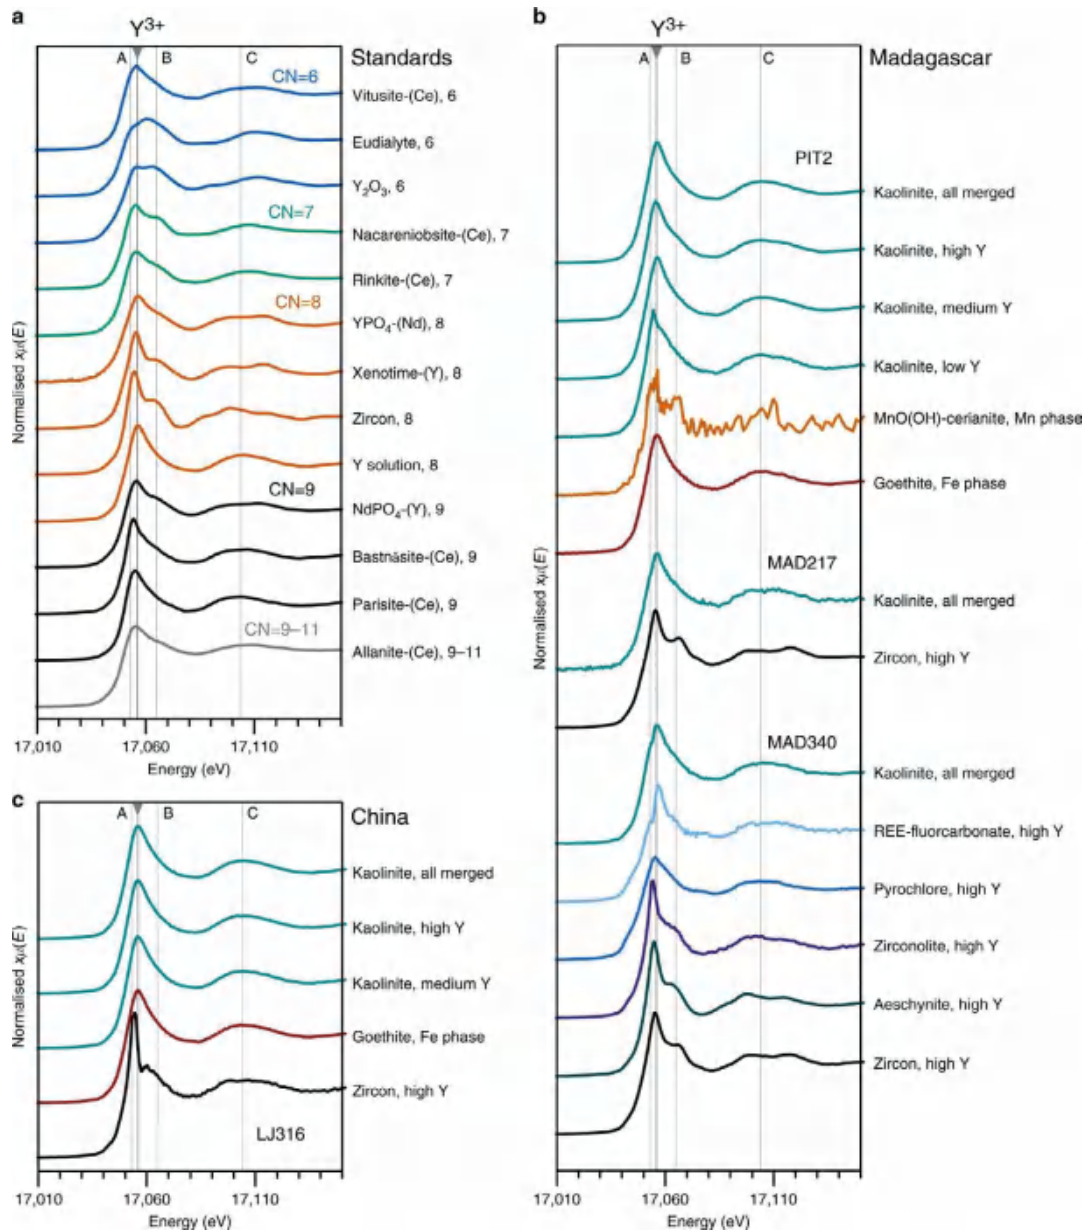 a
Y3+
A B C
Standards
CN=6
Vitusite-(Ce), 6
Eudialyte, 6
Y2O3, 6
CN=7
Nacareniobsite-(Ce), 7
Rinkite-(Ce), 7
CN=8
YPO4-(Nd), 8
Xenotime-(Y), 8
Zircon, 8
Y solution, 8
CN=9
NdPO4-(Y), 9
Bastnäsite-(Ce), 9
Parisite-(Ce), 9
CN=9–11
Allanite-(Ce), 9–11
Normalised xμ(E)
17,010 17,060 17,110
Energy (eV)
b
Y3+
A B C
Madagascar
PIT2
Kaolinite, all merged
Kaolinite, high Y
Kaolinite, medium Y
Kaolinite, low Y
MnO(OH)-cerianite, Mn phase
Goethite, Fe phase
MAD217
Kaolinite, all merged
Zircon, high Y
MAD340
Kaolinite, all merged
REE-fluorcarbonate, high Y
Pyrochlore, high Y
Zirconolite, high Y
Aeschynite, high Y
Zircon, high Y
Normalised xμ(E)
17,010 17,060 17,110
Energy (eV)
c
A B C
China
Kaolinite, all merged
Kaolinite, high Y
Kaolinite, medium Y
Goethite, Fe phase
Zircon, high Y
LJ316
Normalised xμ(E)
17,010 17,060 17,110
Energy (eV)